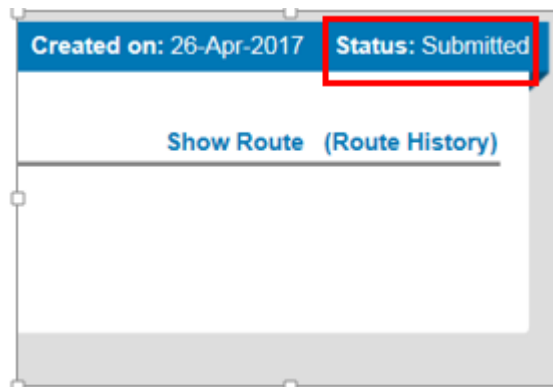 Created on: 26-Apr-2017 Status: Submitted
Show Route (Route History)